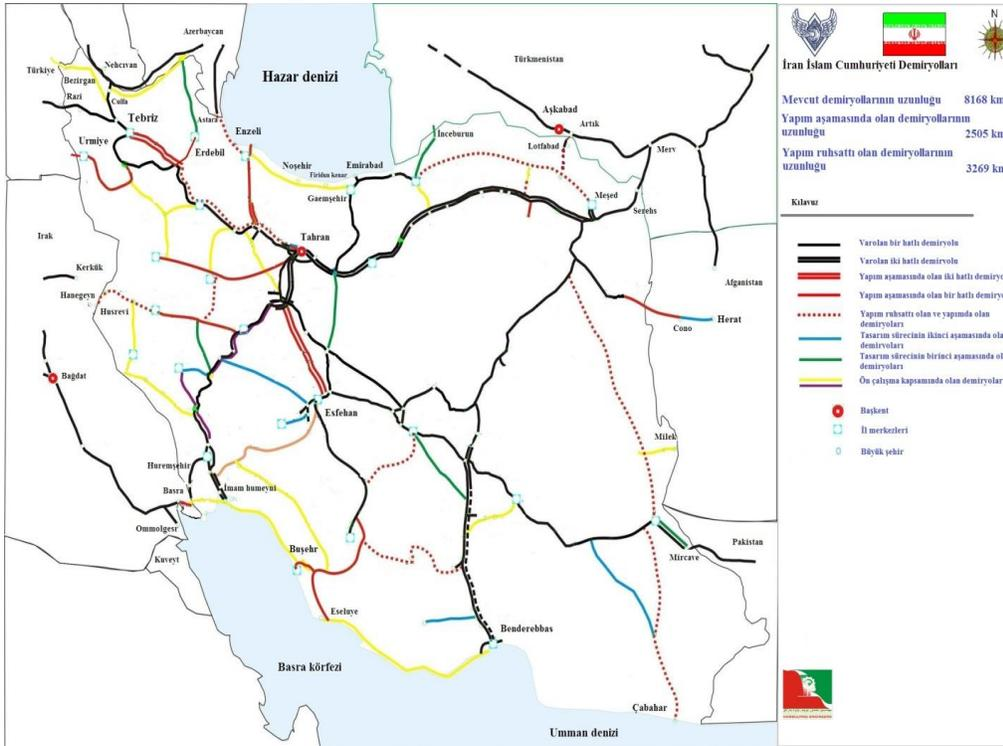 N
Azerbaycan
Nehcıvan
Türkiye
Bezirgan
Razi
Culfa
Tebriz
Astara
Urmiye
Erdebil
Enzeli
Hazar denizi
Türkmenistan
Aşkabad
Artık
Lotfabad
Merv
İnceburun
Noşehir
Emirabad
Firidun kenar
Gaemşehir
Meşed
Serehs
Irak
Tahran
Kerkük
Hanegeyn
Husrevi
Afganistan
Cono
Herat
Bağdat
Esfehan
Milek
Huremşehir
Basra
İmam humeyni
Ommolgesr
Kuveyt
Buşehr
Pakistan
Mircave
Eseluye
Benderebbas
Basra körfezi
Çabahar
Umman denizi
İran İslam Cumhuriyeti Demiryolları
Mevcut demiryollarının uzunluğu 8168 km
Yapım aşamasında olan demiryollarının
uzunluğu 2505 km
Yapım ruhsattı olan demiryollarının
uzunluğu 3269 km
Kılavuz
Varolan bir hatlı demiryolu
Varolan iki hatlı demiryolu
Yapım aşamasında olan iki hatlı demiryo
Yapım aşamasında olan bir hatlı demiryo
Yapım ruhsattı olan ve yapımda olan
demiryoları
Tasarım sürecinin ikinci aşamasında ola
demiryoları
Tasarım sürecinin birinci aşamasında ol
demiryoları
Ön çalışma kapsamında olan demiryolar
Başkent
İl merkezleri
Büyük şehir